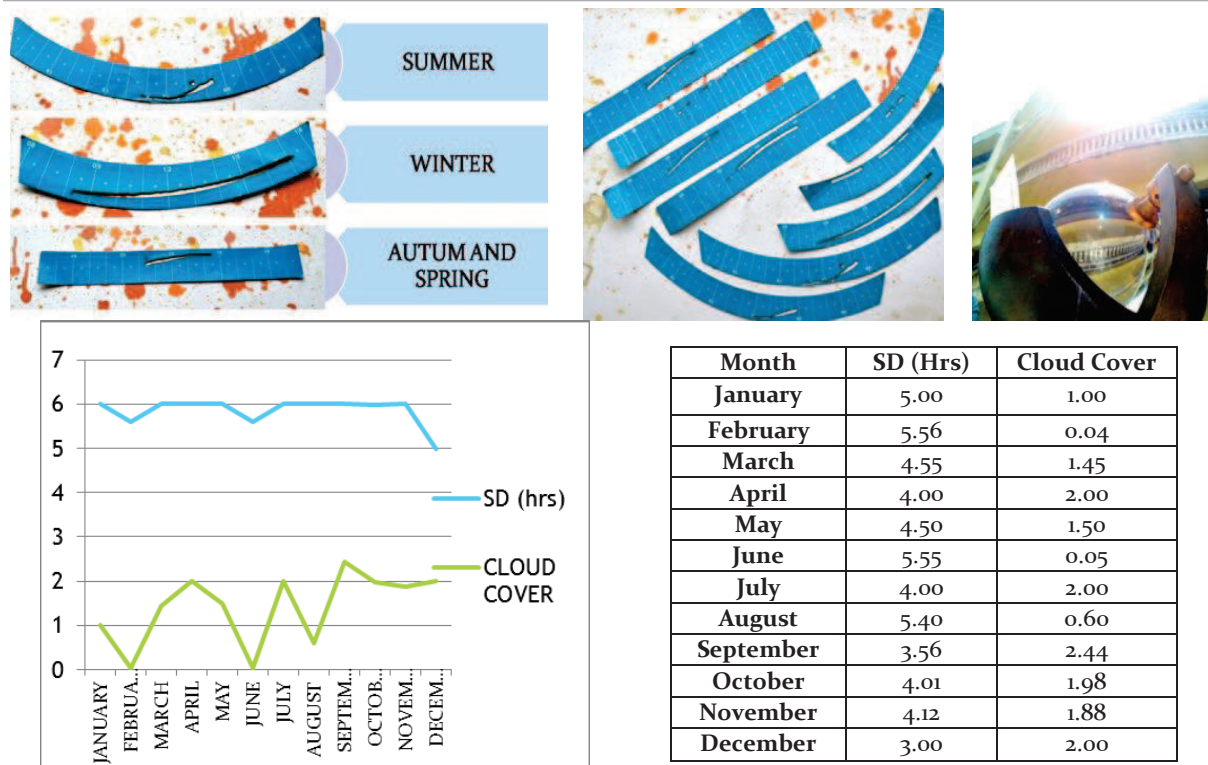 SUMMER
WINTER
AUTUM AND
SPRING
7
6
5
4
3
2
1
0
SD (hrs)
CLOUD
COVER
JANUARY
FEBRUA...
MARCH
APRIL
MAY
JUNE
JULY
AUGUST
SEPTEM...
OCTOB...
NOVEM...
DECEM...
Month SD (Hrs) Cloud Cover
January 5.00 1.00
February 5.56 0.04
March 4.55 1.45
April 4.00 2.00
May 4.50 1.50
June 5.55 0.05
July 4.00 2.00
August 5.40 0.60
September 3.56 2.44
October 4.01 1.98
November 4.12 1.88
December 3.00 2.00